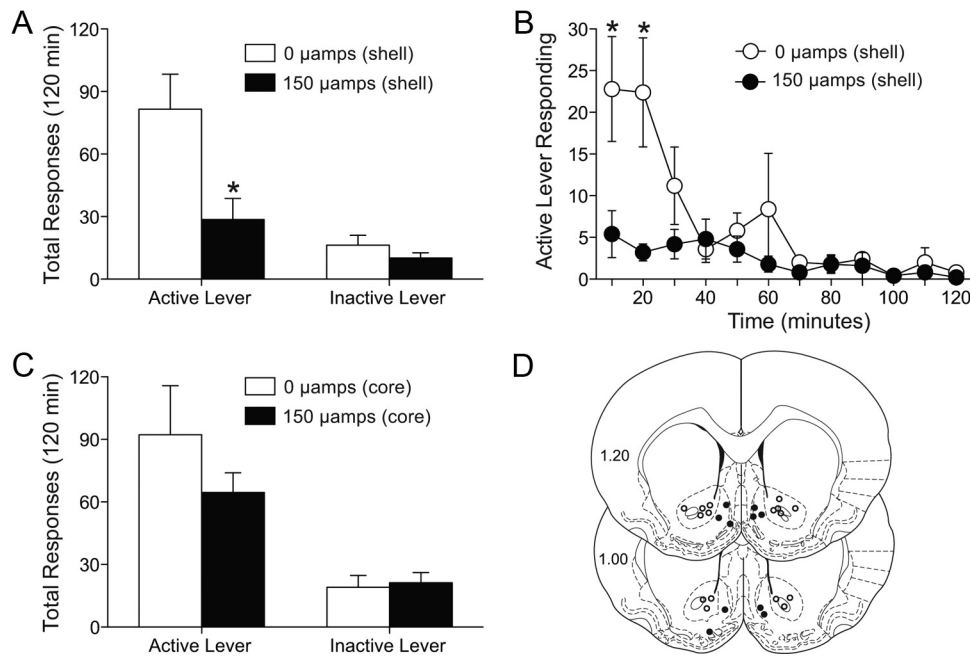 A
Total Responses (120 min)
120
90
60
30
0
0 μamps (shell)
150 μamps (shell)
*
Active Lever
Inactive Lever
B
Active Lever Responding
30
25
20
15
10
5
0
* *
0 μamps (shell)
150 μamps (shell)
20 40 60 80 100 120
Time (minutes)
C
Total Responses (120 min)
120
90
60
30
0
0 μamps (core)
150 μamps (core)
Active Lever
Inactive Lever
D
1.20
1.00